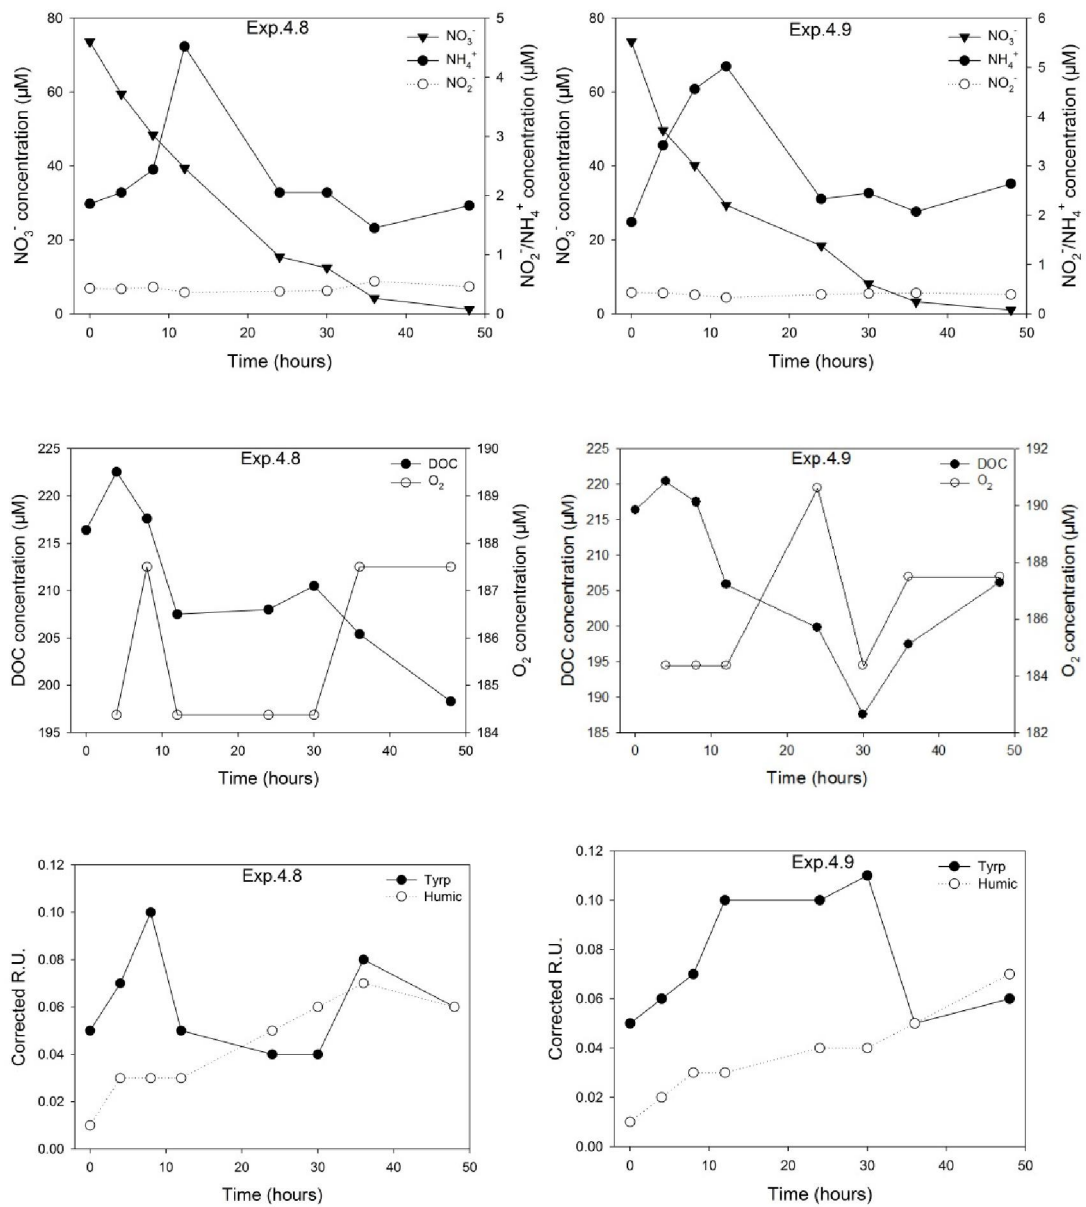 Exp.4.8
NO₃⁻
NH₄⁺
NO₂⁻
NO₃⁻ concentration (µM)
80
60
40
20
0
5
4
3
2
1
0
NO₂⁻/NH₄⁺ concentration (µM)
0 10 20 30 40 50
Time (hours)
Exp.4.9
NO₃⁻
NH₄⁺
NO₂⁻
NO₃⁻ concentration (µM)
80
60
40
20
0
6
5
4
3
2
1
0
NO₂⁻/NH₄⁺ concentration (µM)
0 10 20 30 40 50
Time (hours)
Exp.4.8
DOC
O₂
DOC concentration (µM)
225
220
215
210
205
200
195
190
189
188
187
186
185
184
O₂ concentration (µM)
0 10 20 30 40 50
Time (hours)
Exp.4.9
DOC
O₂
DOC concentration (µM)
225
220
215
210
205
200
195
190
185
192
190
188
186
184
182
O₂ concentration (µM)
0 10 20 30 40 50
Time (hours)
Exp.4.8
Tyrp
Humic
Corrected R.U.
0.12
0.10
0.08
0.06
0.04
0.02
0.00
0 10 20 30 40 50
Time (hours)
Exp.4.9
Tyrp
Humic
Corrected R.U.
0.12
0.10
0.08
0.06
0.04
0.02
0.00
0 10 20 30 40 50
Time (hours)